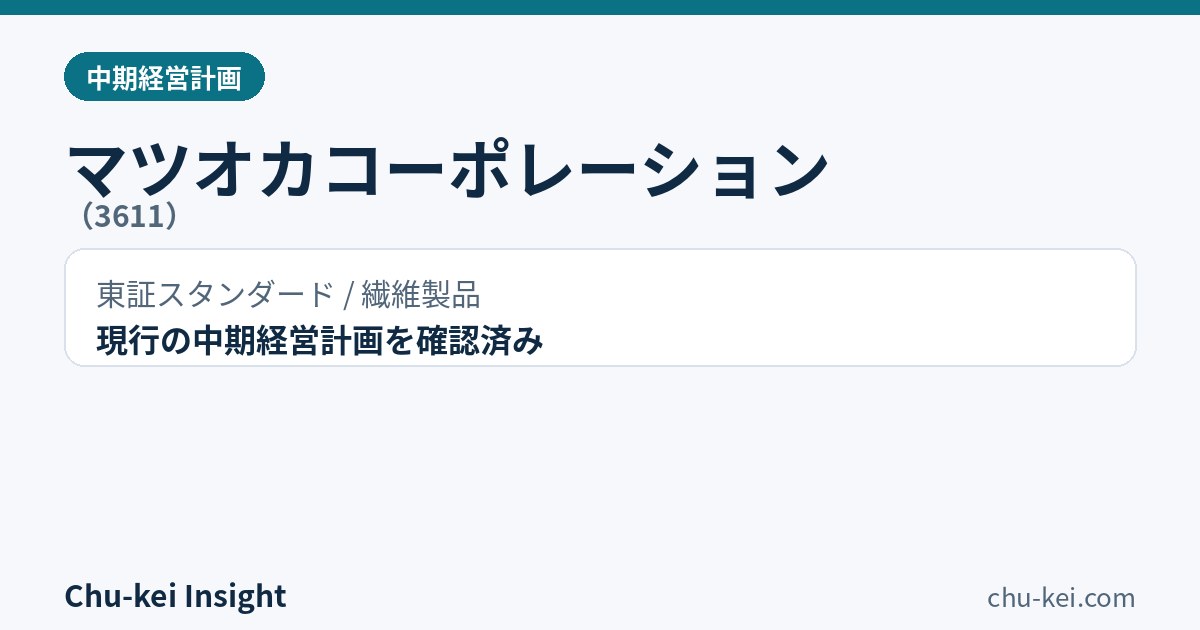 中期経営計画
マツオカコーポレーション
（3611）
東証スタンダード / 繊維製品
現行の中期経営計画を確認済み
Chu-kei Insight
chu-kei.com